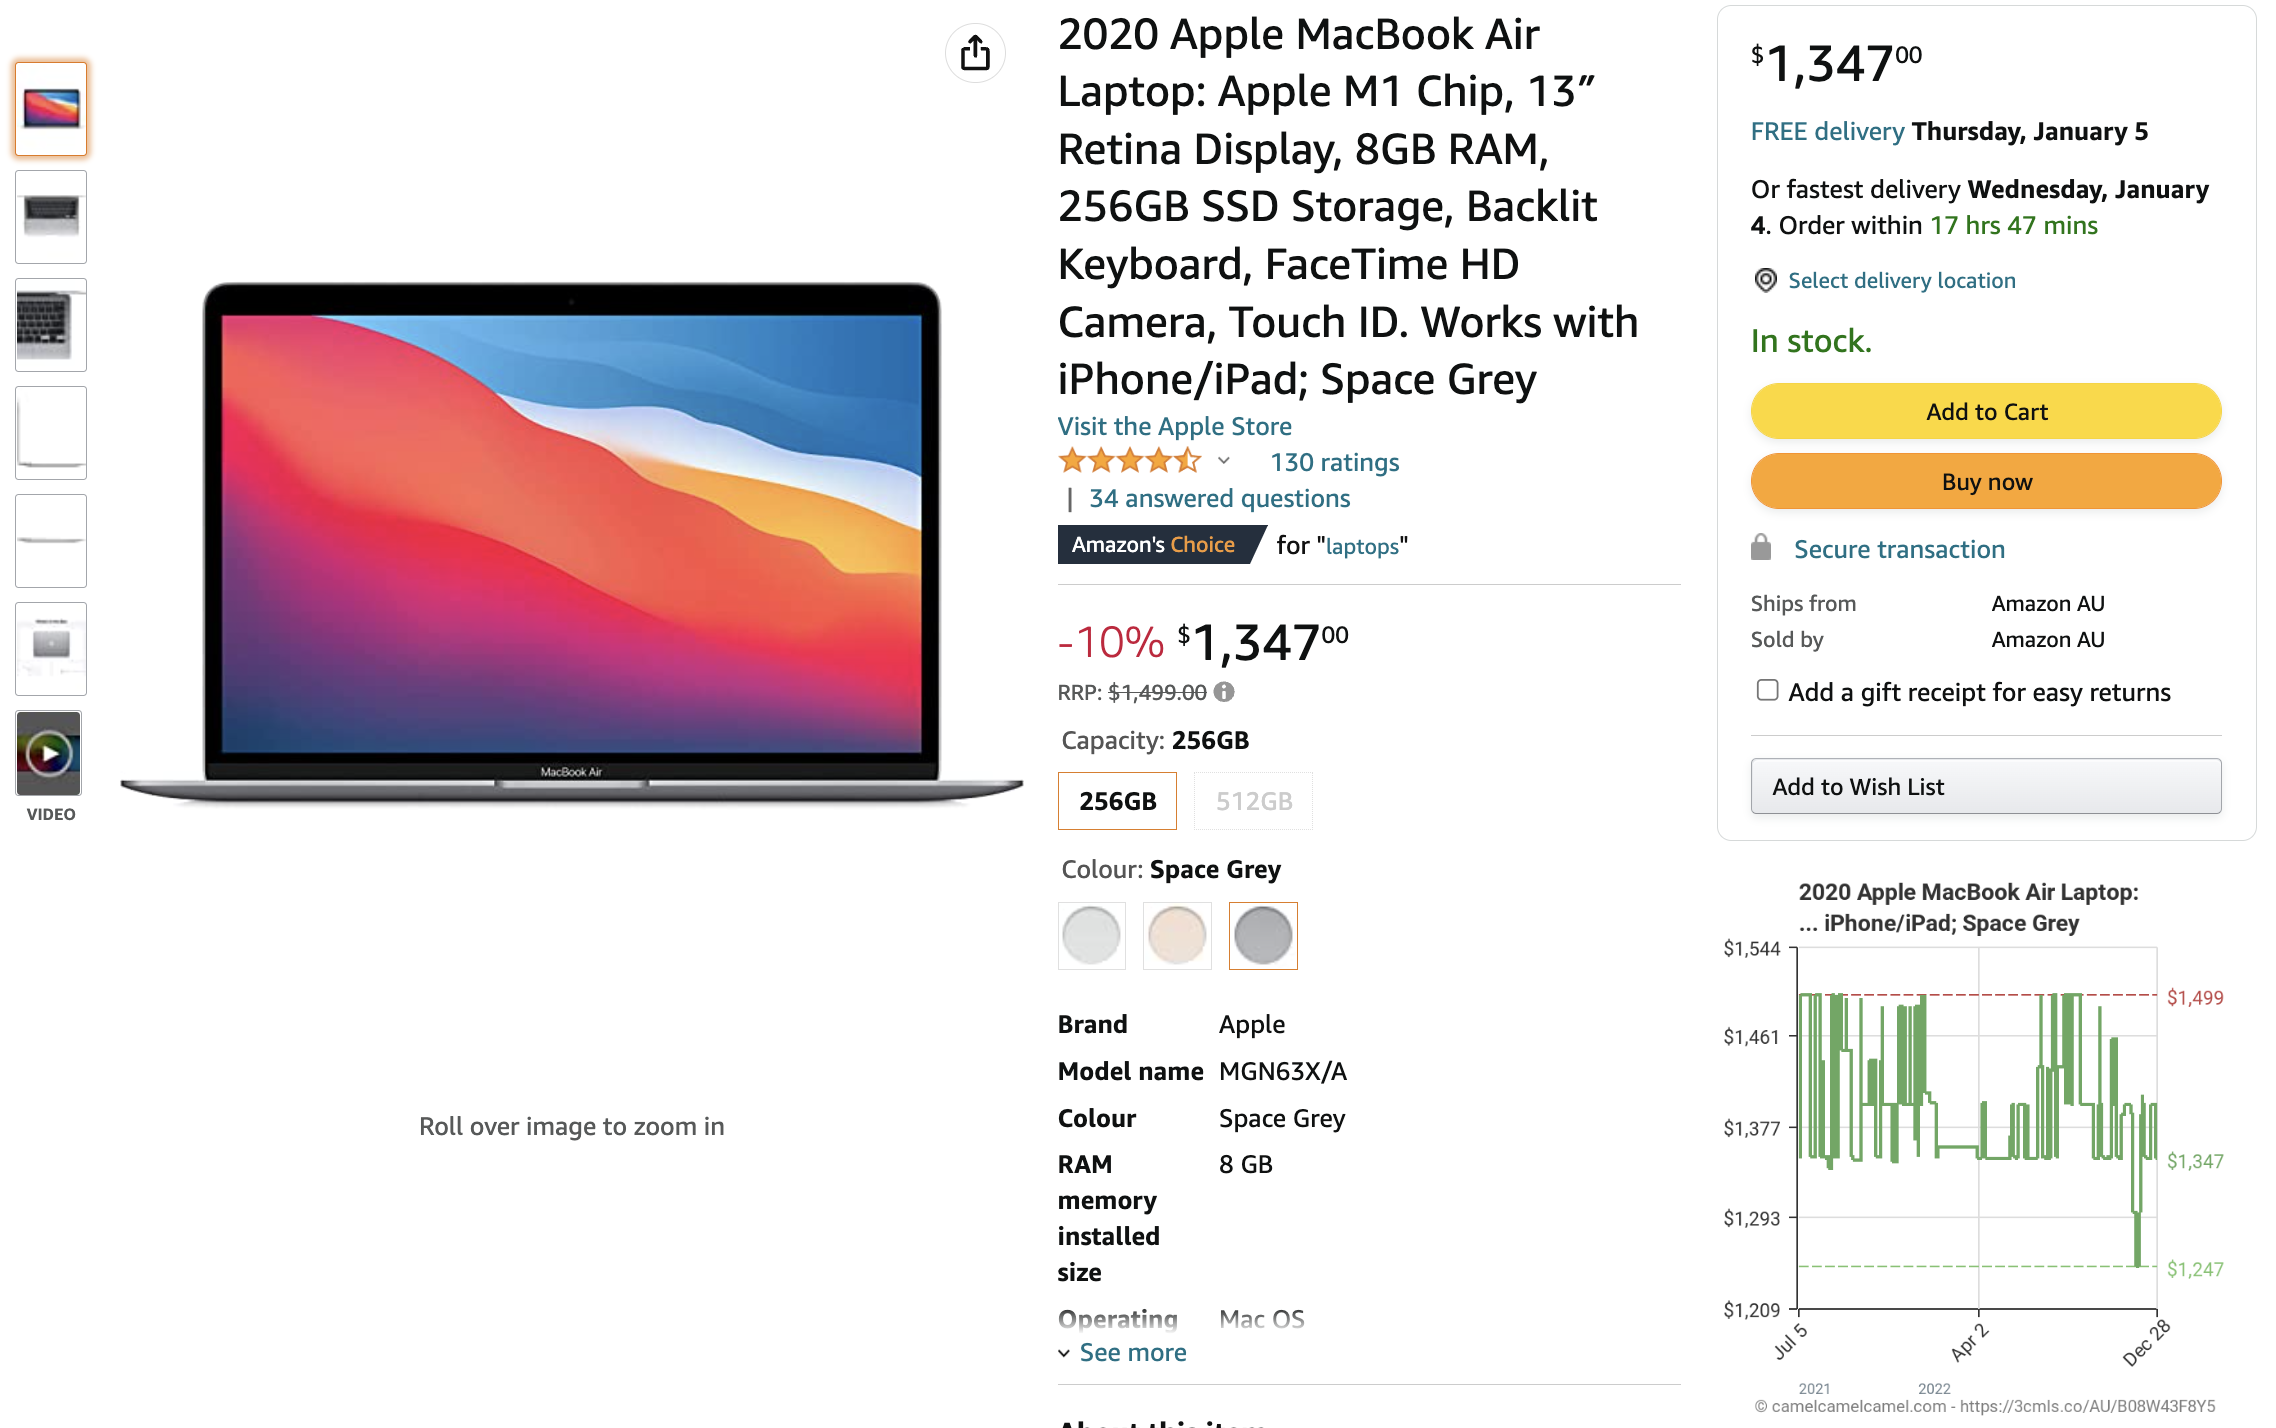 VIDEO
MacBook Air
Roll over image to zoom in
2020 Apple MacBook Air
Laptop: Apple M1 Chip, 13”
Retina Display, 8GB RAM,
256GB SSD Storage, Backlit
Keyboard, FaceTime HD
Camera, Touch ID. Works with
iPhone/iPad; Space Grey
Visit the Apple Store
130 ratings
| 34 answered questions
Amazon's Choice for "laptops"
-10% $1,347 00
RRP: $1,499.00
Capacity: 256GB
256GB 512GB
Colour: Space Grey
Brand Apple
Model name MGN63X/A
Colour Space Grey
RAM 8 GB
memory
installed
size
Operating Mac OS
See more
About this item
$1,347 00
FREE delivery Thursday, January 5
Or fastest delivery Wednesday, January
4. Order within 17 hrs 47 mins
Select delivery location
In stock.
Add to Cart
Buy now
Secure transaction
Ships from Amazon AU
Sold by Amazon AU
Add a gift receipt for easy returns
Add to Wish List
2020 Apple MacBook Air Laptop:
... iPhone/iPad; Space Grey
$1,544
$1,499
$1,461
$1,377
$1,347
$1,293
$1,247
$1,209
Jul 5 Apr 2 Dec 28
2021 2022
© camelcamelcamel.com - https://3cmls.co/AU/B08W43F8Y5